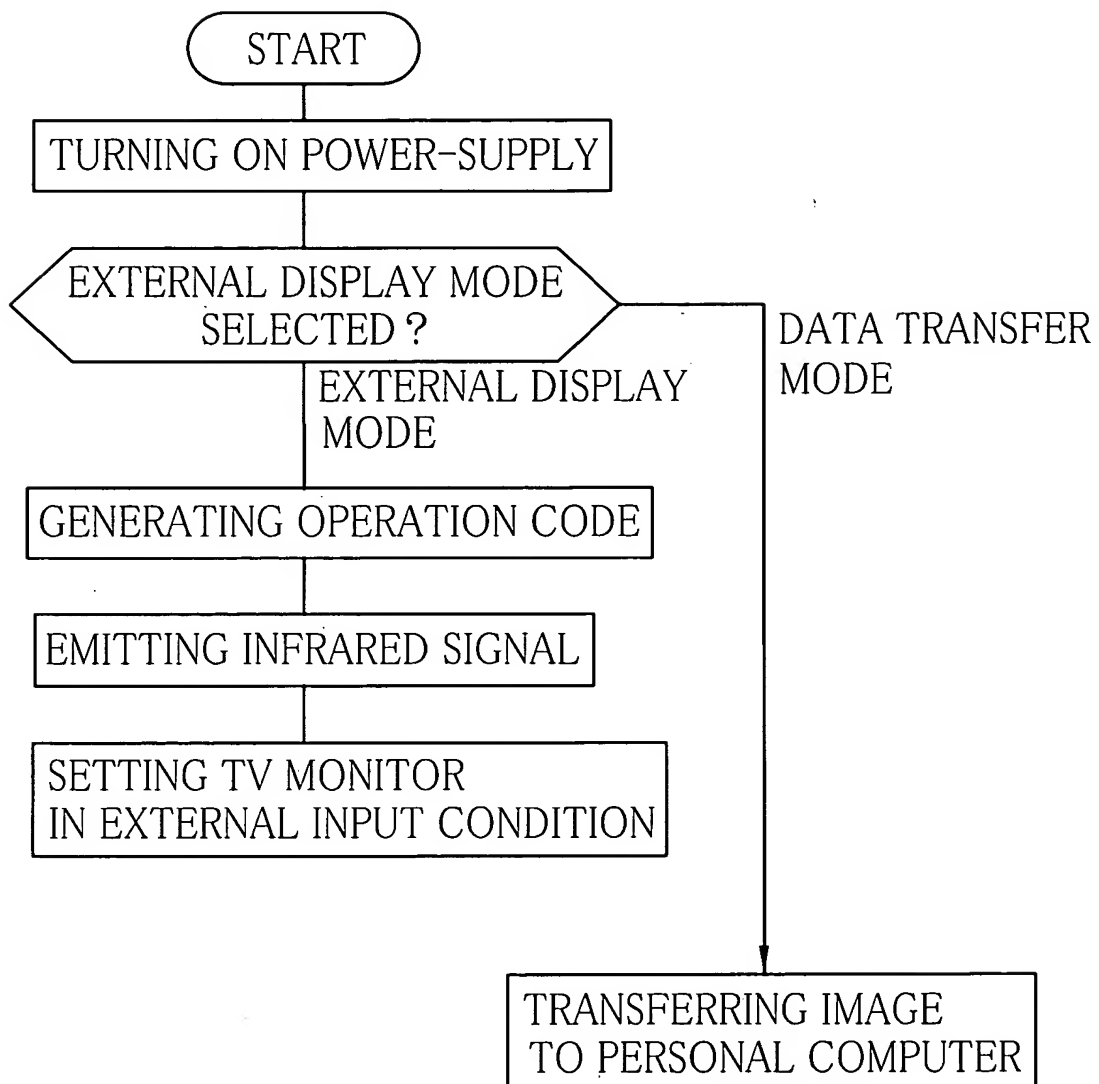 START
TURNING ON POWER-SUPPLY
EXTERNAL DISPLAY MODE
SELECTED?
DATA TRANSFER
MODE
EXTERNAL DISPLAY
MODE
GENERATING OPERATION CODE
EMITTING INFRARED SIGNAL
SETTING TV MONITOR
IN EXTERNAL INPUT CONDITION
TRANSFERRING IMAGE
TO PERSONAL COMPUTER